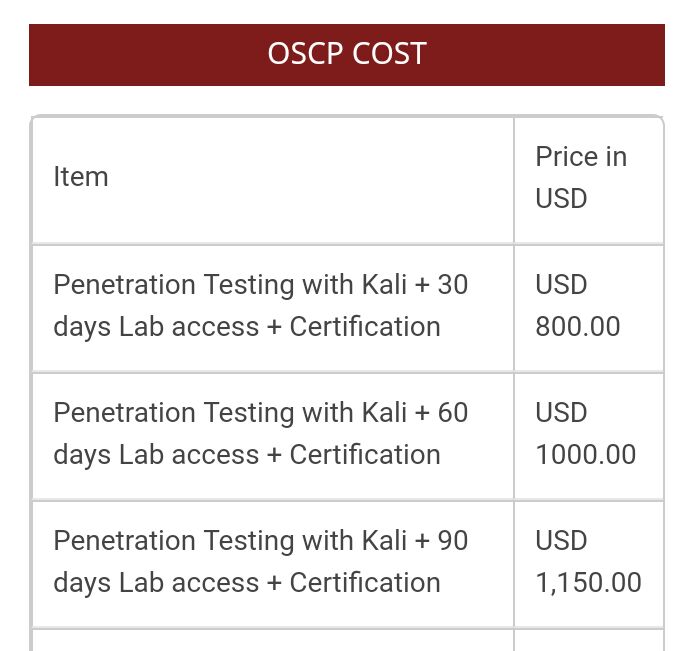 OSCP COST
Item
Price in
USD
Penetration Testing with Kali + 30
days Lab access + Certification
USD
800.00
Penetration Testing with Kali + 60
days Lab access + Certification
USD
1000.00
Penetration Testing with Kali + 90
days Lab access + Certification
USD
1,150.00